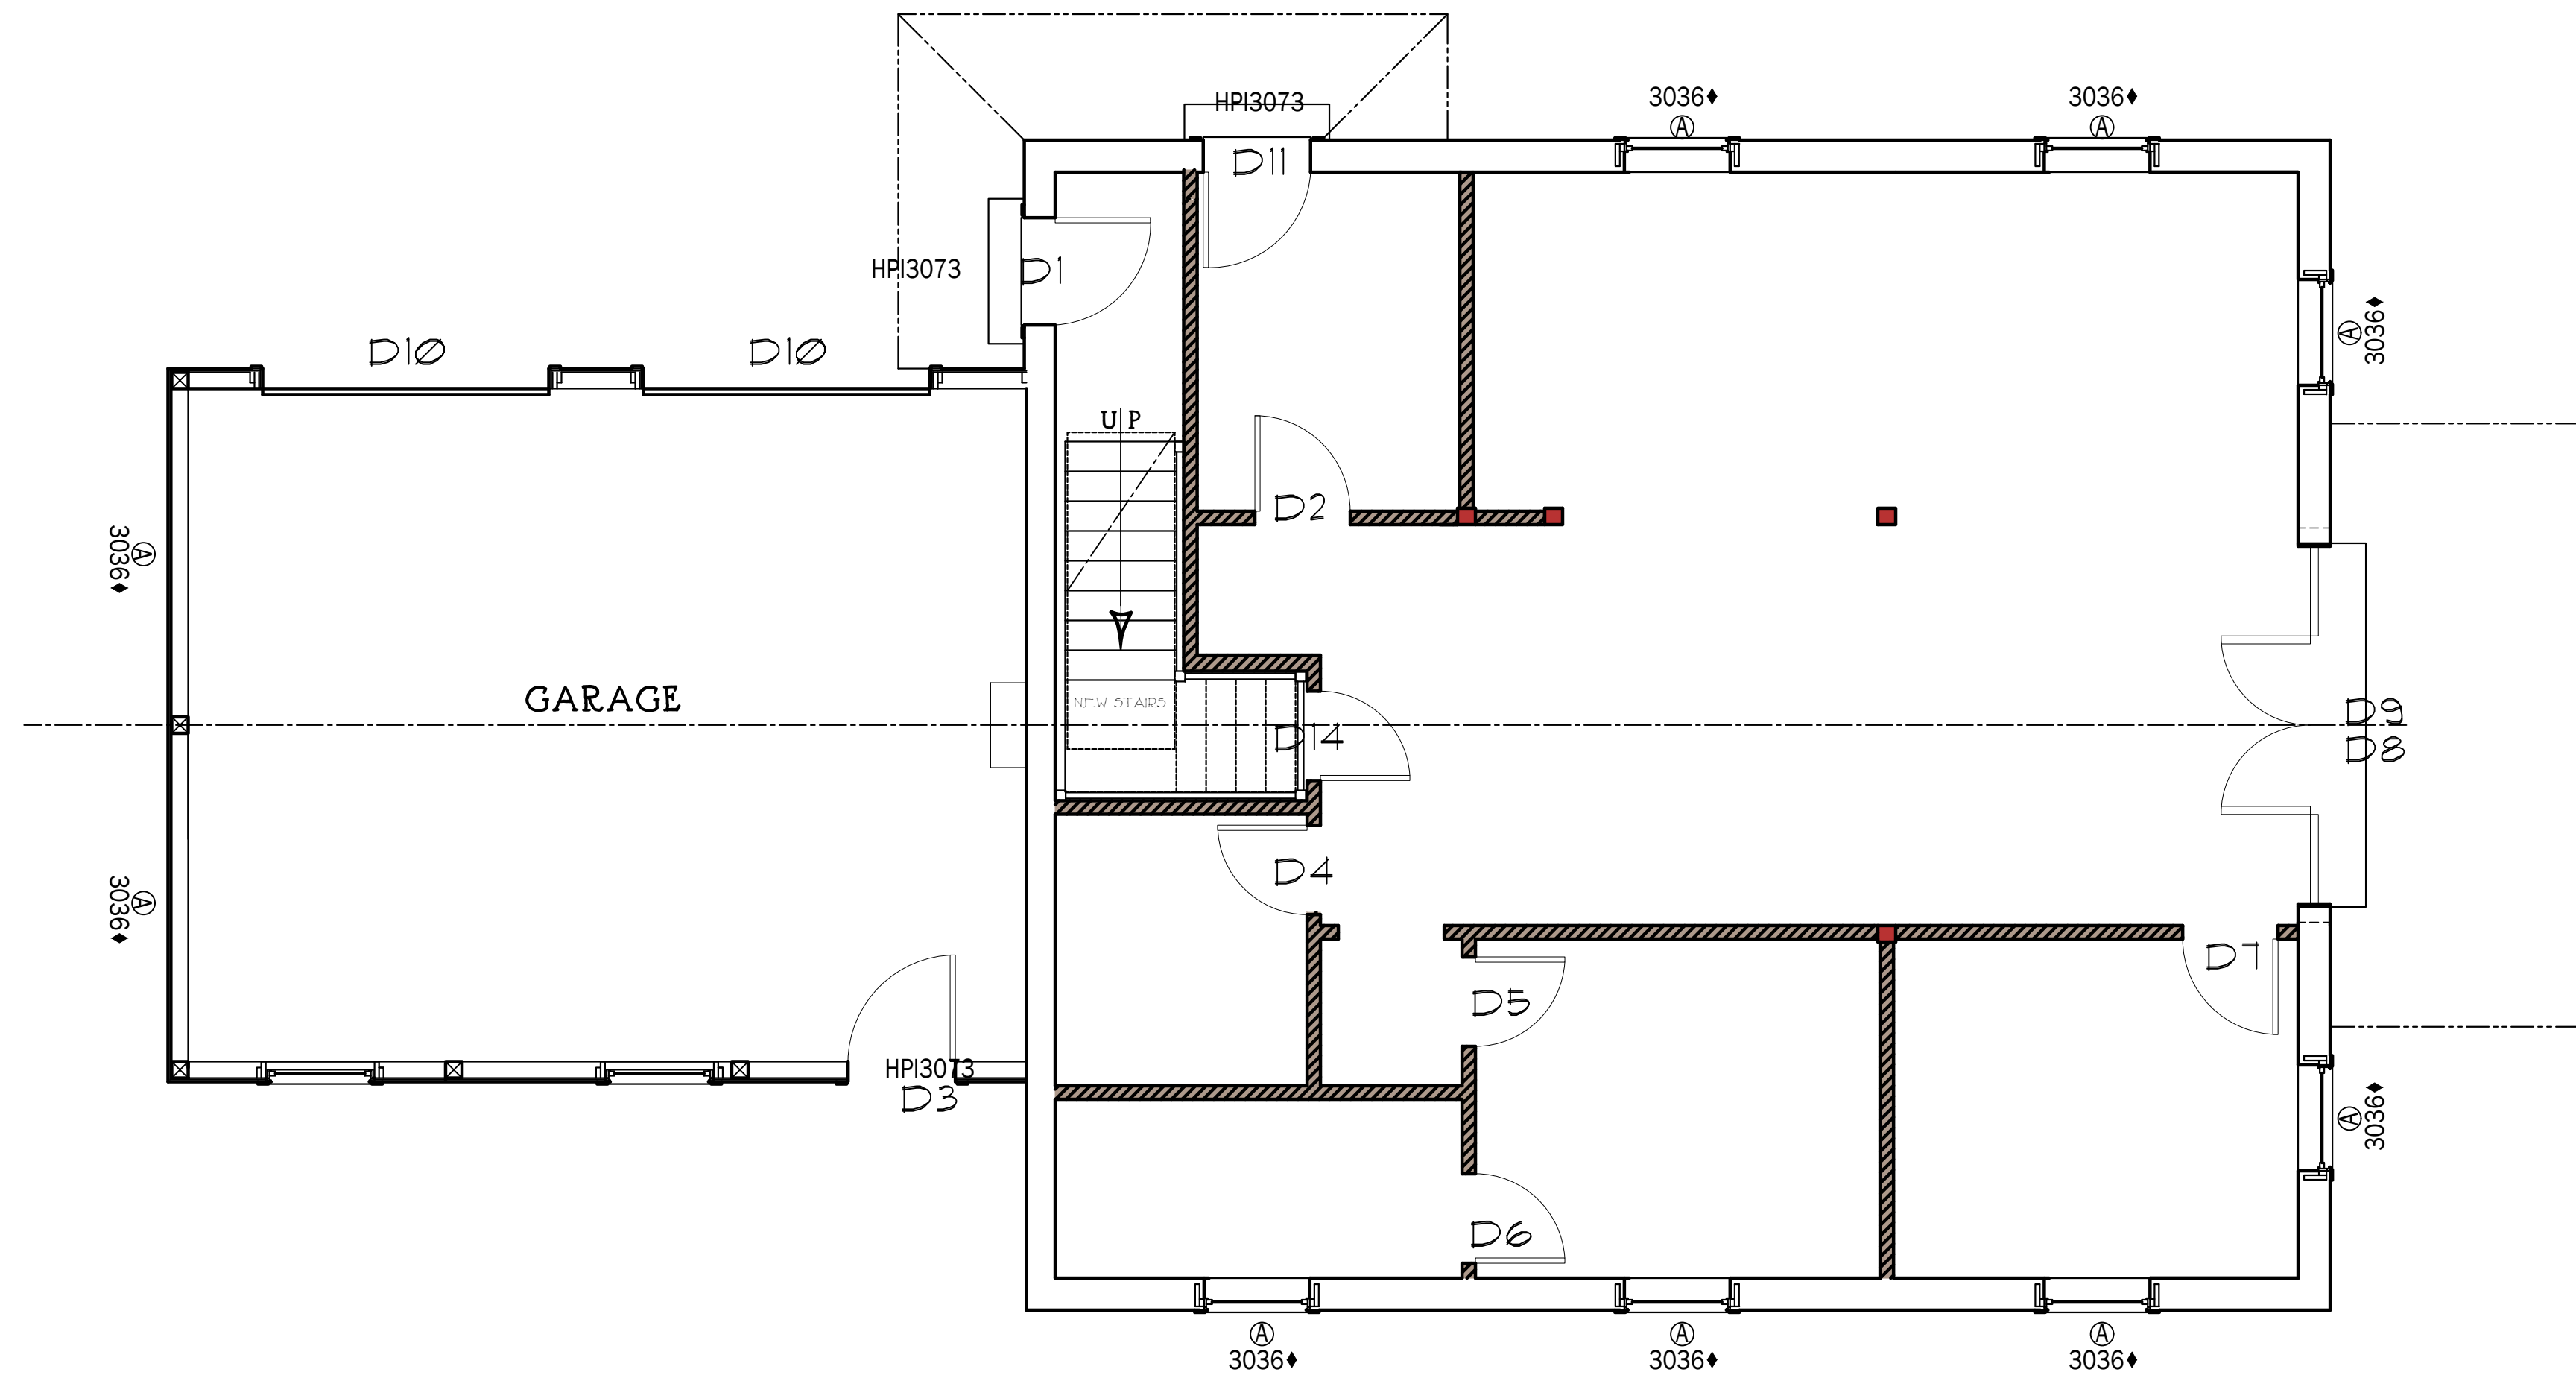 HPI3073
3036♦
3036♦
Ⓐ
Ⓐ
D11
HPI3073
D1
3036♦
Ⓐ
D10
D10
UP
D2
3036♦
Ⓐ
GARAGE
NEW STAIRS
D14
D9
D8
D4
3036♦
Ⓐ
D7
D5
HPI3073
D3
3036♦
Ⓐ
D6
Ⓐ
Ⓐ
Ⓐ
3036♦
3036♦
3036♦